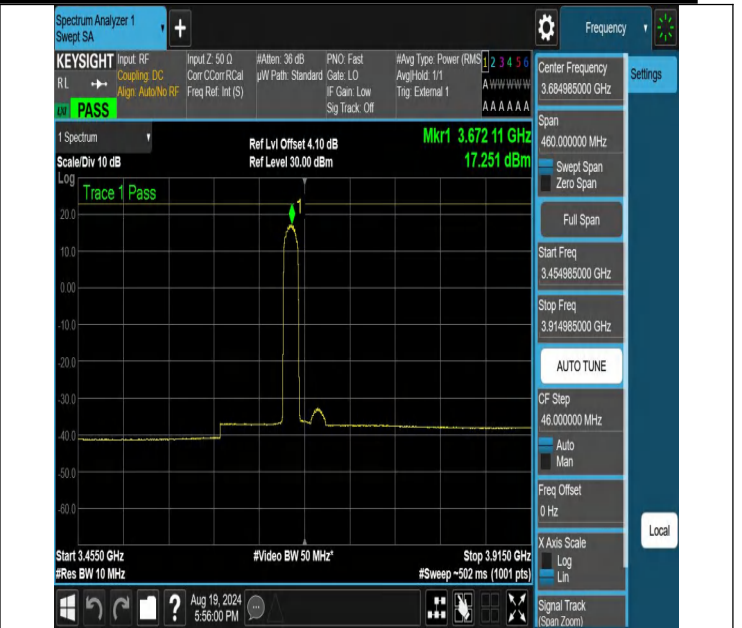 Spectrum Analyzer 1
Swept SA
+
Frequency
KEYSIGHT
RL
PASS
Input: RF
Coupling: DC
Align: Auto/No RF
Input Z: 50 Ω
Corr CCorr RCal
Freq Ref: Int (S)
#Atten: 36 dB
µW Path: Standard
PNO: Fast
Gate: LO
IF Gain: Low
Sig Track: Off
#Avg Type: Power (RMS
Avg|Hold: 1/1
Trig: External 1
1 2 3 4 5 6
A W W W W W
A A A A A A
Settings
Center Frequency
3.684985000 GHz
Span
460.000000 MHz
Swept Span
Zero Span
Full Span
Start Freq
3.454985000 GHz
Stop Freq
3.914985000 GHz
AUTO TUNE
CF Step
46.000000 MHz
Auto
Man
Freq Offset
0 Hz
X Axis Scale
Log
Lin
Signal Track
(Span Zoom)
Local
1 Spectrum
Scale/Div 10 dB
Ref Lvl Offset 4.10 dB
Ref Level 30.00 dBm
Mkr1 3.672 11 GHz
17.251 dBm
Log
Trace 1 Pass
1
20.0
10.0
0.00
-10.0
-20.0
-30.0
-40.0
-50.0
-60.0
Start 3.4550 GHz
#Res BW 10 MHz
#Video BW 50 MHz*
Stop 3.9150 GHz
#Sweep ~502 ms (1001 pts)
?
Aug 19, 2024
5:56:00 PM